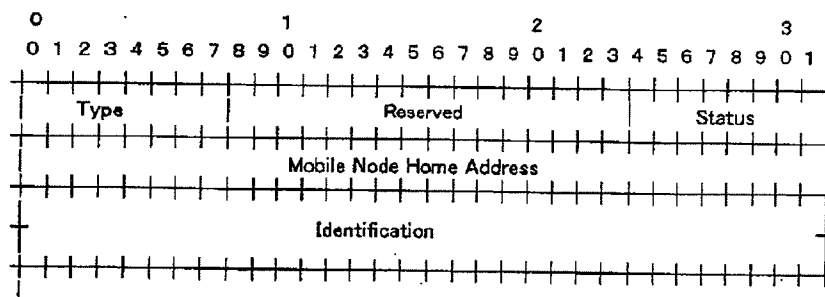 0 1 2 3
0 1 2 3 4 5 6 7 8 9 0 1 2 3 4 5 6 7 8 9 0 1 2 3 4 5 6 7 8 9 0 1
Type Reserved Status
Mobile Node Home Address
Identification